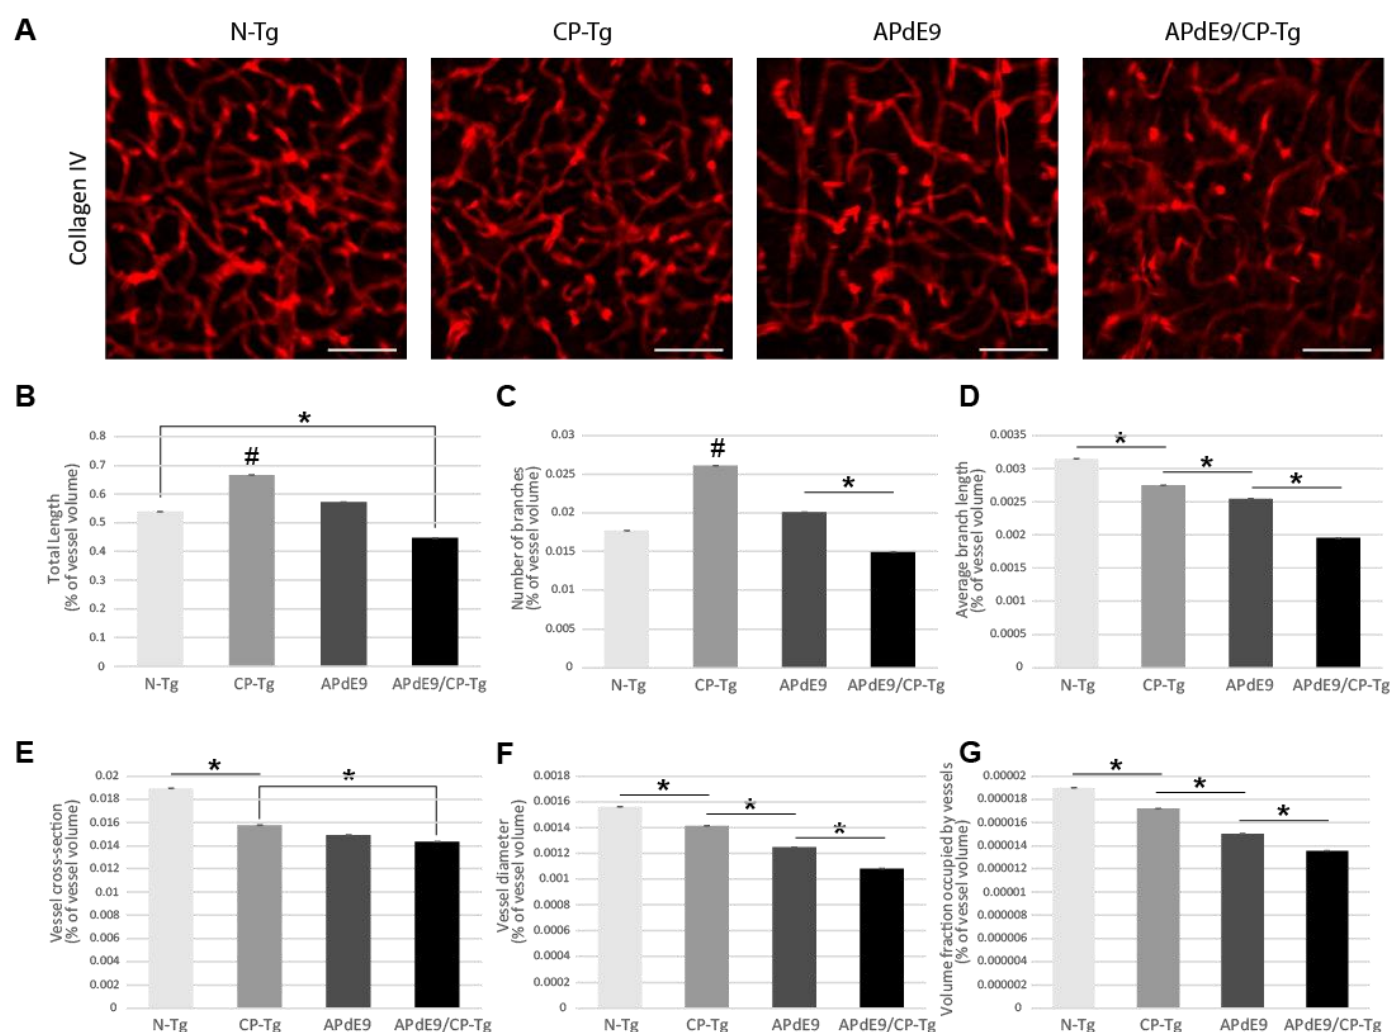 A
N-Tg
CP-Tg
APdE9
APdE9/CP-Tg
Collagen IV
B
*
#
Total Length
(% of vessel volume)
0.8
0.7
0.6
0.5
0.4
0.3
0.2
0.1
0
N-Tg
CP-Tg
APdE9
APdE9/CP-Tg
C
#
*
Number of branches
(% of vessel volume)
0.03
0.025
0.02
0.015
0.01
0.005
0
N-Tg
CP-Tg
APdE9
APdE9/CP-Tg
D
*
*
*
Average branch length
(% of vessel volume)
0.0035
0.003
0.0025
0.002
0.0015
0.001
0.0005
0
N-Tg
CP-Tg
APdE9
APdE9/CP-Tg
E
*
*
Vessel cross-section
(% of vessel volume)
0.02
0.018
0.016
0.014
0.012
0.01
0.008
0.006
0.004
0.002
0
N-Tg
CP-Tg
APdE9
APdE9/CP-Tg
F
*
*
*
Vessel diameter
(% of vessel volume)
0.0018
0.0016
0.0014
0.0012
0.001
0.0008
0.0006
0.0004
0.0002
0
N-Tg
CP-Tg
APdE9
APdE9/CP-Tg
G
*
*
*
Volume fraction occupied by vessels
(% of vessel volume)
0.00002
0.000018
0.000016
0.000014
0.000012
0.00001
0.000008
0.000006
0.000004
0.000002
0
N-Tg
CP-Tg
APdE9
APdE9/CP-Tg